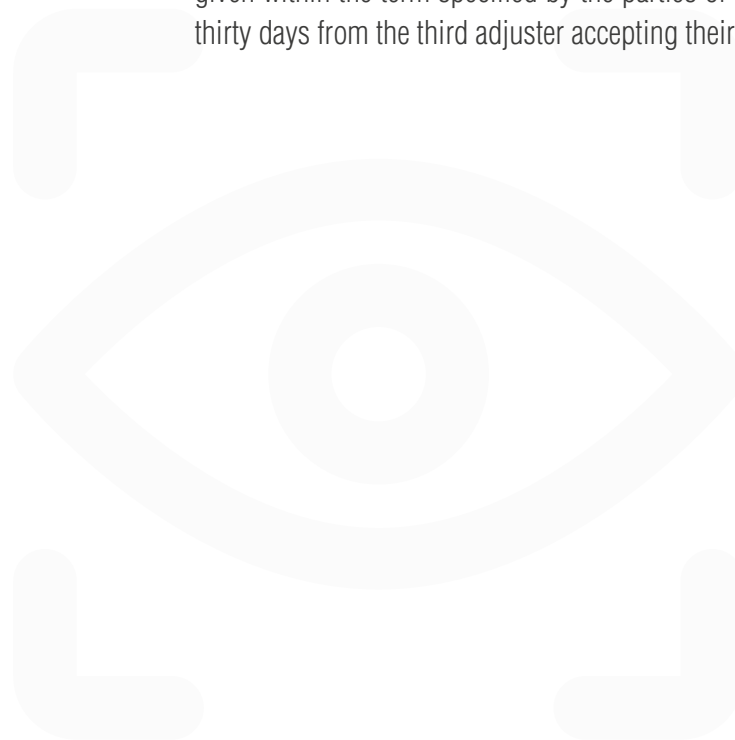 given within the term specified by the parties or
thirty days from the third adjuster accepting their